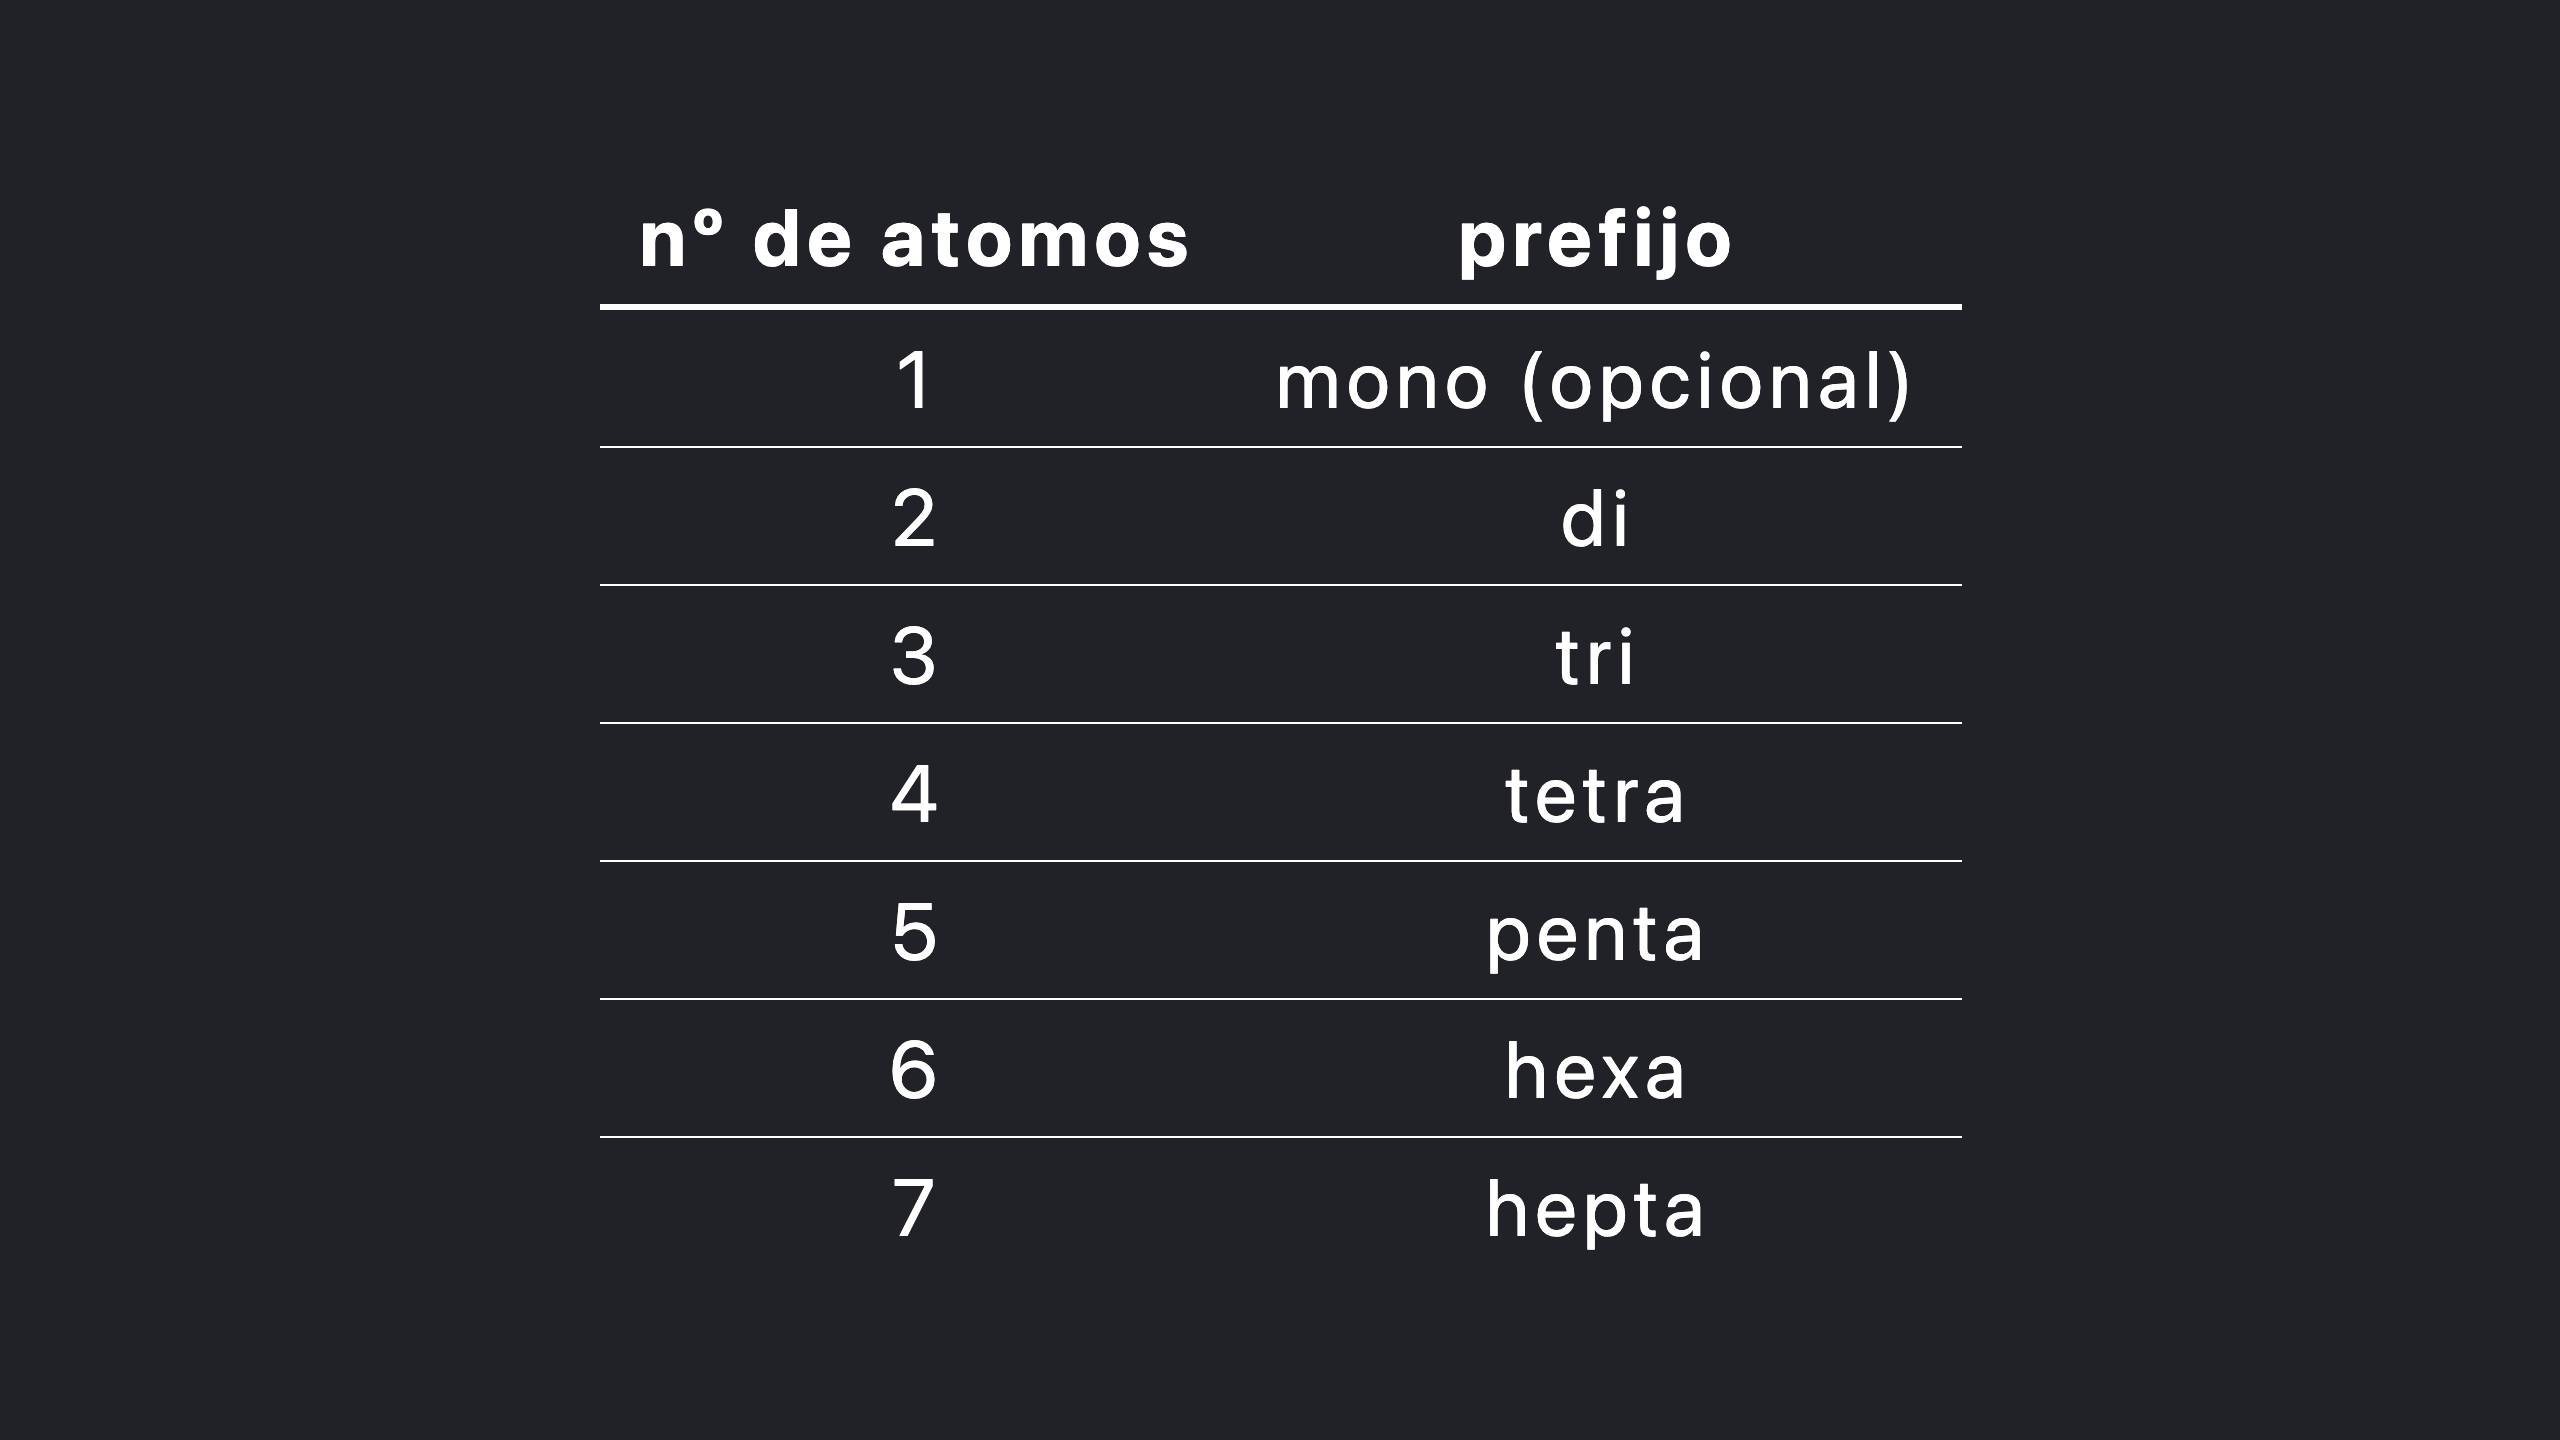 nº de atomos prefijo
1 mono (opcional)
2 di
3 tri
4 tetra
5 penta
6 hexa
7 hepta